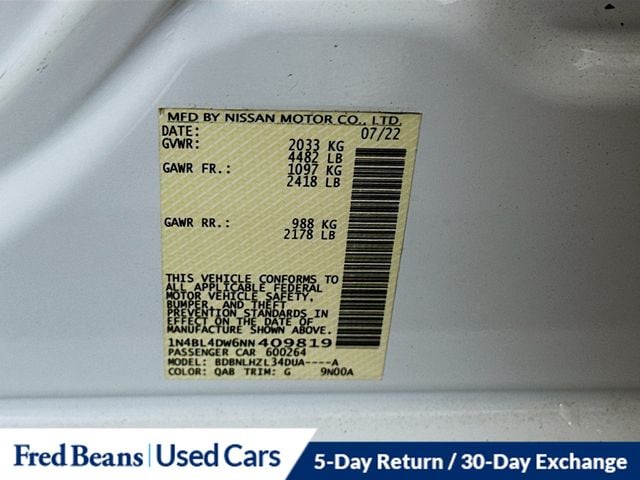 MFD BY NISSAN MOTOR CO., LTD.
DATE: 07/22
GVWR: 2033 KG
4482 LB
GAWR FR.: 1097 KG
2418 LB
GAWR RR.: 988 KG
2178 LB
THIS VEHICLE CONFORMS TO
ALL APPLICABLE FEDERAL
MOTOR VEHICLE SAFETY,
BUMPER, AND THEFT
PREVENTION STANDARDS IN
EFFECT ON THE DATE OF
MANUFACTURE SHOWN ABOVE.
1N4BL4DW6NN409819
PASSENGER CAR 600264
MODEL: BDBNLHZL34DUA----A
COLOR: QAB TRIM: G 9N00A
Fred Beans | Used Cars
5-Day Return / 30-Day Exchange